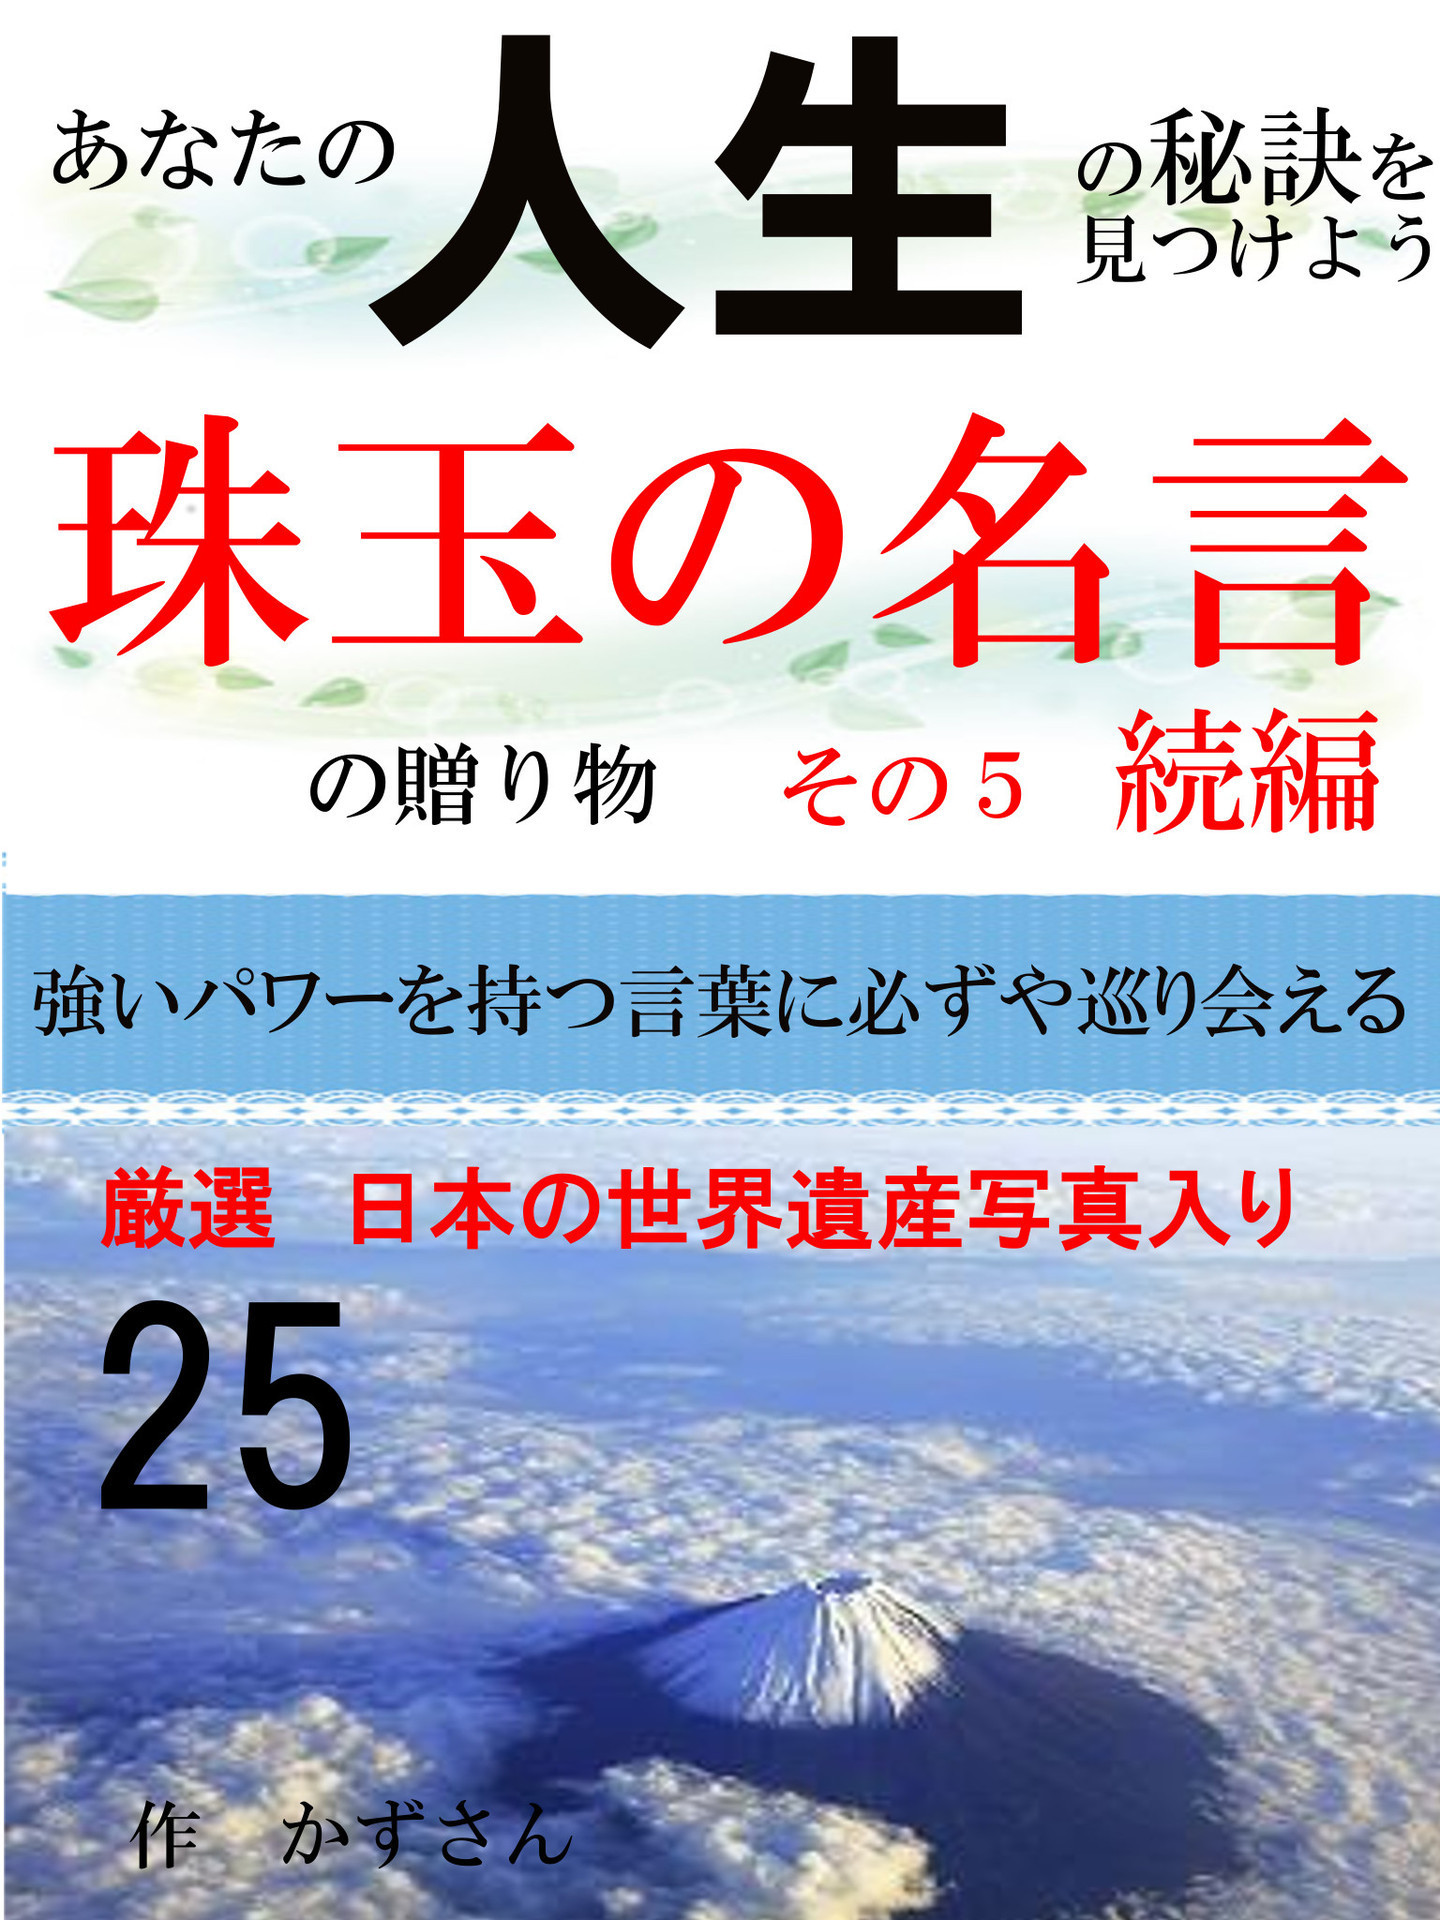 あなたの人生の秘訣を
見つけよう
珠玉の名言
の贈り物　その５　続編
強いパワーを持つ言葉に必ずや巡り会える
厳選　日本の世界遺産写真入り
25
作　かずさん